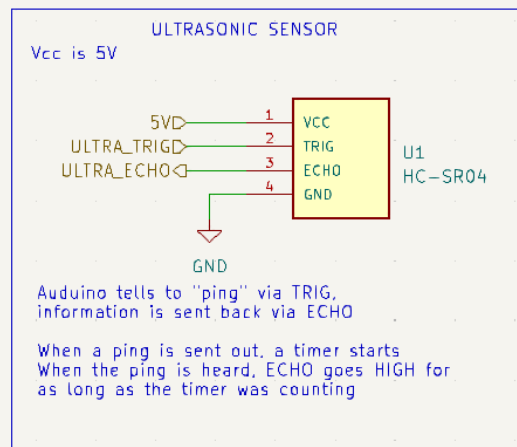 ULTRASONIC SENSOR
Vcc is 5V
5V 1 VCC
ULTRA_TRIG 2 TRIG
ULTRA_ECHO 3 ECHO
4 GND
U1
HC-SR04
GND
Auduino tells to "ping" via TRIG,
information is sent back via ECHO
When a ping is sent out, a timer starts
When the ping is heard, ECHO goes HIGH for
as long as the timer was counting